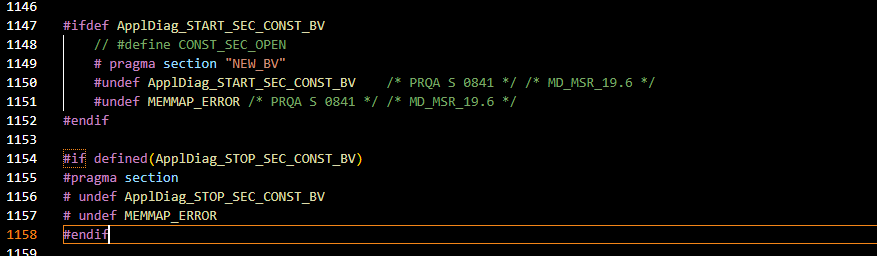 1146
1147 #ifdef ApplDiag_START_SEC_CONST_BV
1148     // #define CONST_SEC_OPEN
1149     # pragma section "NEW_BV"
1150     #undef ApplDiag_START_SEC_CONST_BV    /* PRQA S 0841 */ /* MD_MSR_19.6 */
1151     #undef MEMMAP_ERROR /* PRQA S 0841 */ /* MD_MSR_19.6 */
1152 #endif
1153
1154 #if defined(ApplDiag_STOP_SEC_CONST_BV)
1155 #pragma section
1156 # undef ApplDiag_STOP_SEC_CONST_BV
1157 # undef MEMMAP_ERROR
1158 #endif
1159